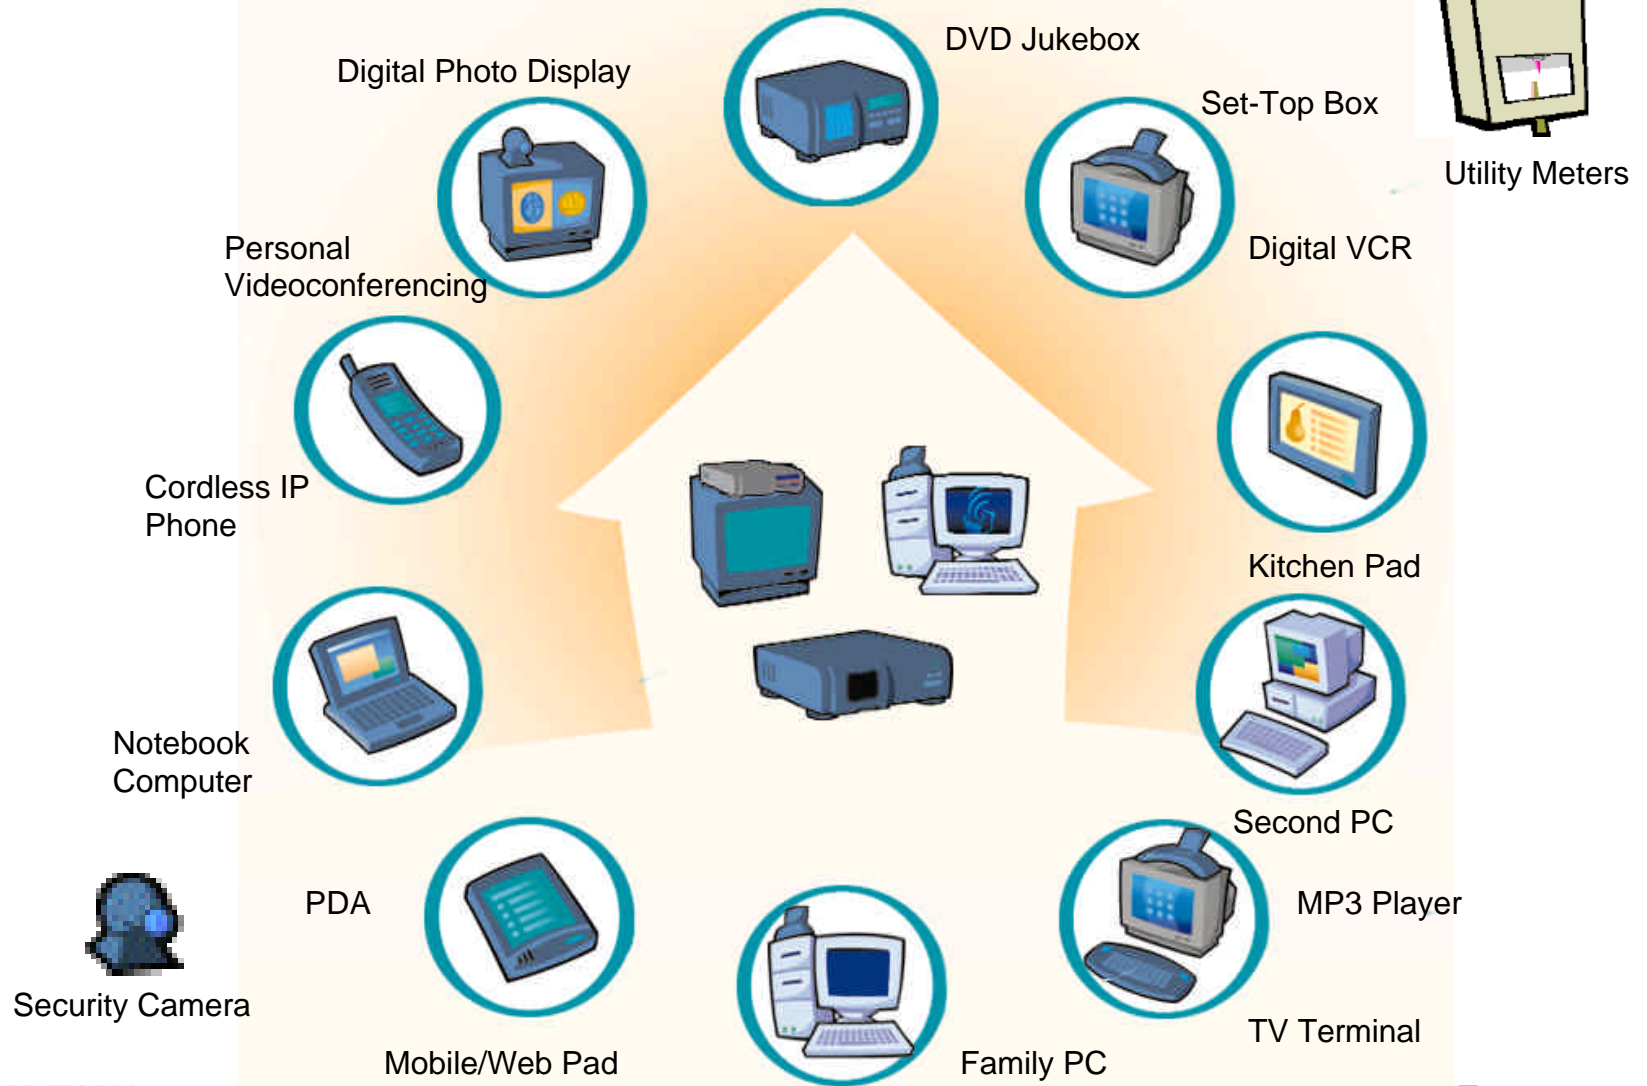 DVD Jukebox
Digital Photo Display
Set-Top Box
Utility Meters
Personal
Videoconferencing
Digital VCR
Cordless IP
Phone
Kitchen Pad
Notebook
Computer
Second PC
PDA
MP3 Player
Security Camera
TV Terminal
Mobile/Web Pad
Family PC